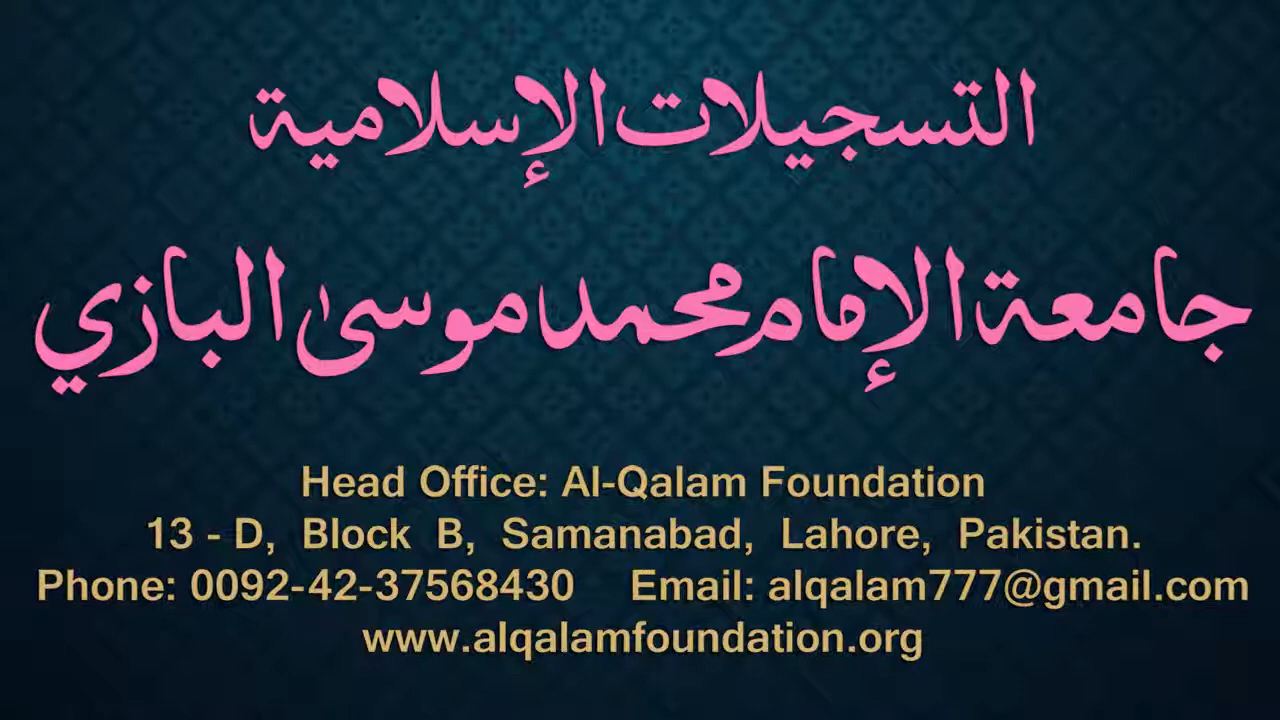 التسجيلات الإسلامية
جامعة الإمام محمد موسىٰ البازي
Head Office: Al-Qalam Foundation
13 - D, Block B, Samanabad, Lahore, Pakistan.
Phone: 0092-42-37568430 Email: alqalam777@gmail.com
www.alqalamfoundation.org